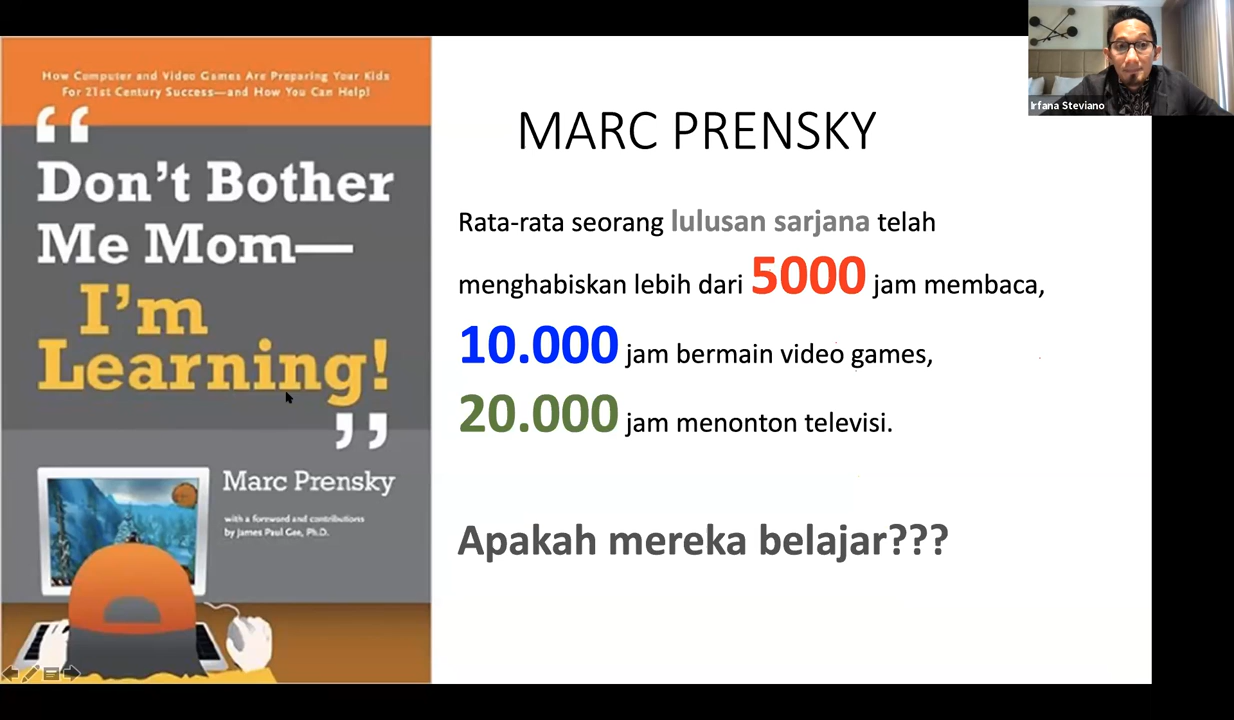 How Computer and Video Games Are Preparing Your Kids
For 21st Century Success—and How You Can Help!
“
Don’t Bother
Me Mom—
I’m
Learning!
”
Marc Prensky
with a foreword and contributions
by James Paul Gee, Ph.D.
MARC PRENSKY
Rata-rata seorang lulusan sarjana telah
menghabiskan lebih dari 5000 jam membaca,
10.000 jam bermain video games,
20.000 jam menonton televisi.
Apakah mereka belajar???
Irfana Steviano